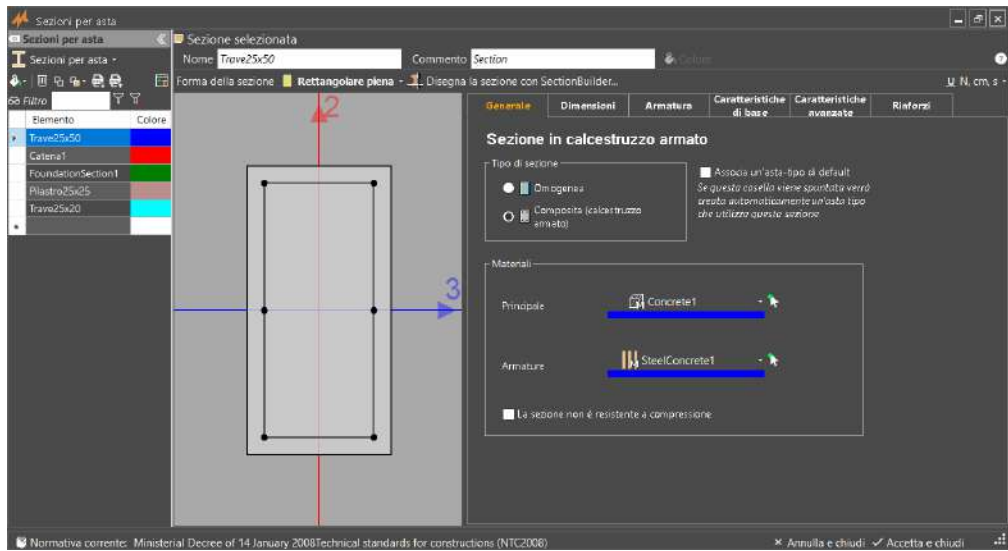 Sezioni per asta
Sezioni per asta
Sezione selezionata
Sezioni per asta
Nome Trave25x50 Commento Section Colore
Forma della sezione Rettangolare piena Disegna la sezione con SectionBuilder... U N, cm, s
Filtro
Elemento Colore
Trave25x50
Catena1
FoundationSection1
Pilastro25x25
Trave25x20
2
3
Generale Dimensioni Armatura Caratteristiche di base Caratteristiche avanzate Rinforzi
Sezione in calcestruzzo armato
Tipo di sezione
Omogenea
Composita (calcestruzzo
armato)
Associa un'asta-tipo di default
Se questa casella viene spuntata verrà
creata automaticamente un'asta tipo
che utilizza questa sezione
Materiali
Principale Concrete1
Armature SteelConcrete1
La sezione non é resistente a compressione
Normativa corrente: Ministerial Decree of 14 January 2008Technical standards for constructions (NTC2008) Annulla e chiudi Accetta e chiudi